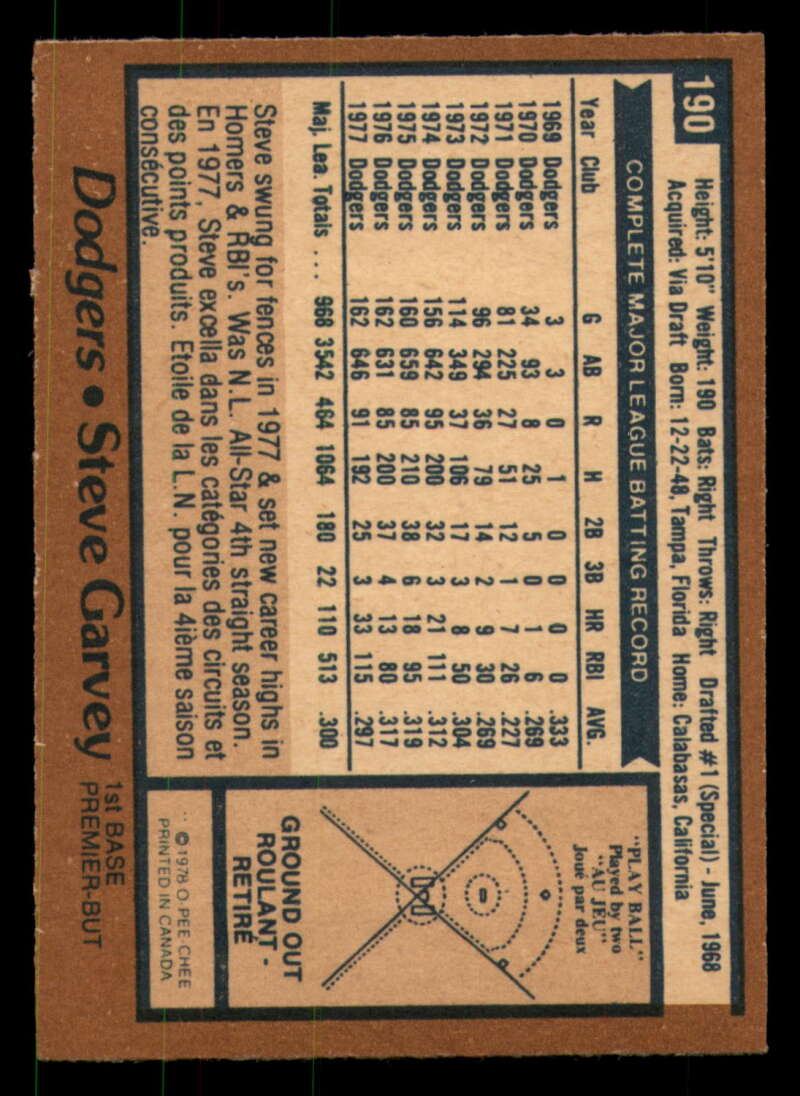 190
Height: 5'10" Weight: 190 Bats: Right Throws: Right Drafted #1 (Special) - June, 1968
Acquired: Via Draft Born: 12-22-48, Tampa, Florida Home: Calabasas, California
COMPLETE MAJOR LEAGUE BATTING RECORD
Year Club G AB R H 2B 3B HR RBI AVG.
1969 Dodgers 3 3 0 1 0 0 0 0 .333
1970 Dodgers 34 93 8 25 5 0 1 6 .269
1971 Dodgers 81 225 27 51 12 1 7 26 .227
1972 Dodgers 96 294 36 79 14 2 9 30 .269
1973 Dodgers 114 349 37 106 17 3 8 50 .304
1974 Dodgers 156 642 95 200 32 3 21 111 .312
1975 Dodgers 160 659 85 210 38 6 18 95 .319
1976 Dodgers 162 631 85 200 37 4 13 80 .317
1977 Dodgers 162 646 91 192 25 3 33 115 .297
Maj. Lea. Totals ... 968 3542 464 1064 180 22 110 513 .300
Steve swung for fences in 1977 & set new career highs in
Homers & RBI's. Was N.L. All-Star 4th straight season.
En 1977, Steve excella dans les catégories des circuits et
des points produits. Etoile de la L.N. pour la 4ième saison
consécutive.
"PLAY BALL"
Played by two
"AU JEU"
Joué par deux
GROUND OUT
ROULANT -
RETIRÉ
© 1978 O-PEE-CHEE
PRINTED IN CANADA
Dodgers • Steve Garvey
1st BASE
PREMIER-BUT